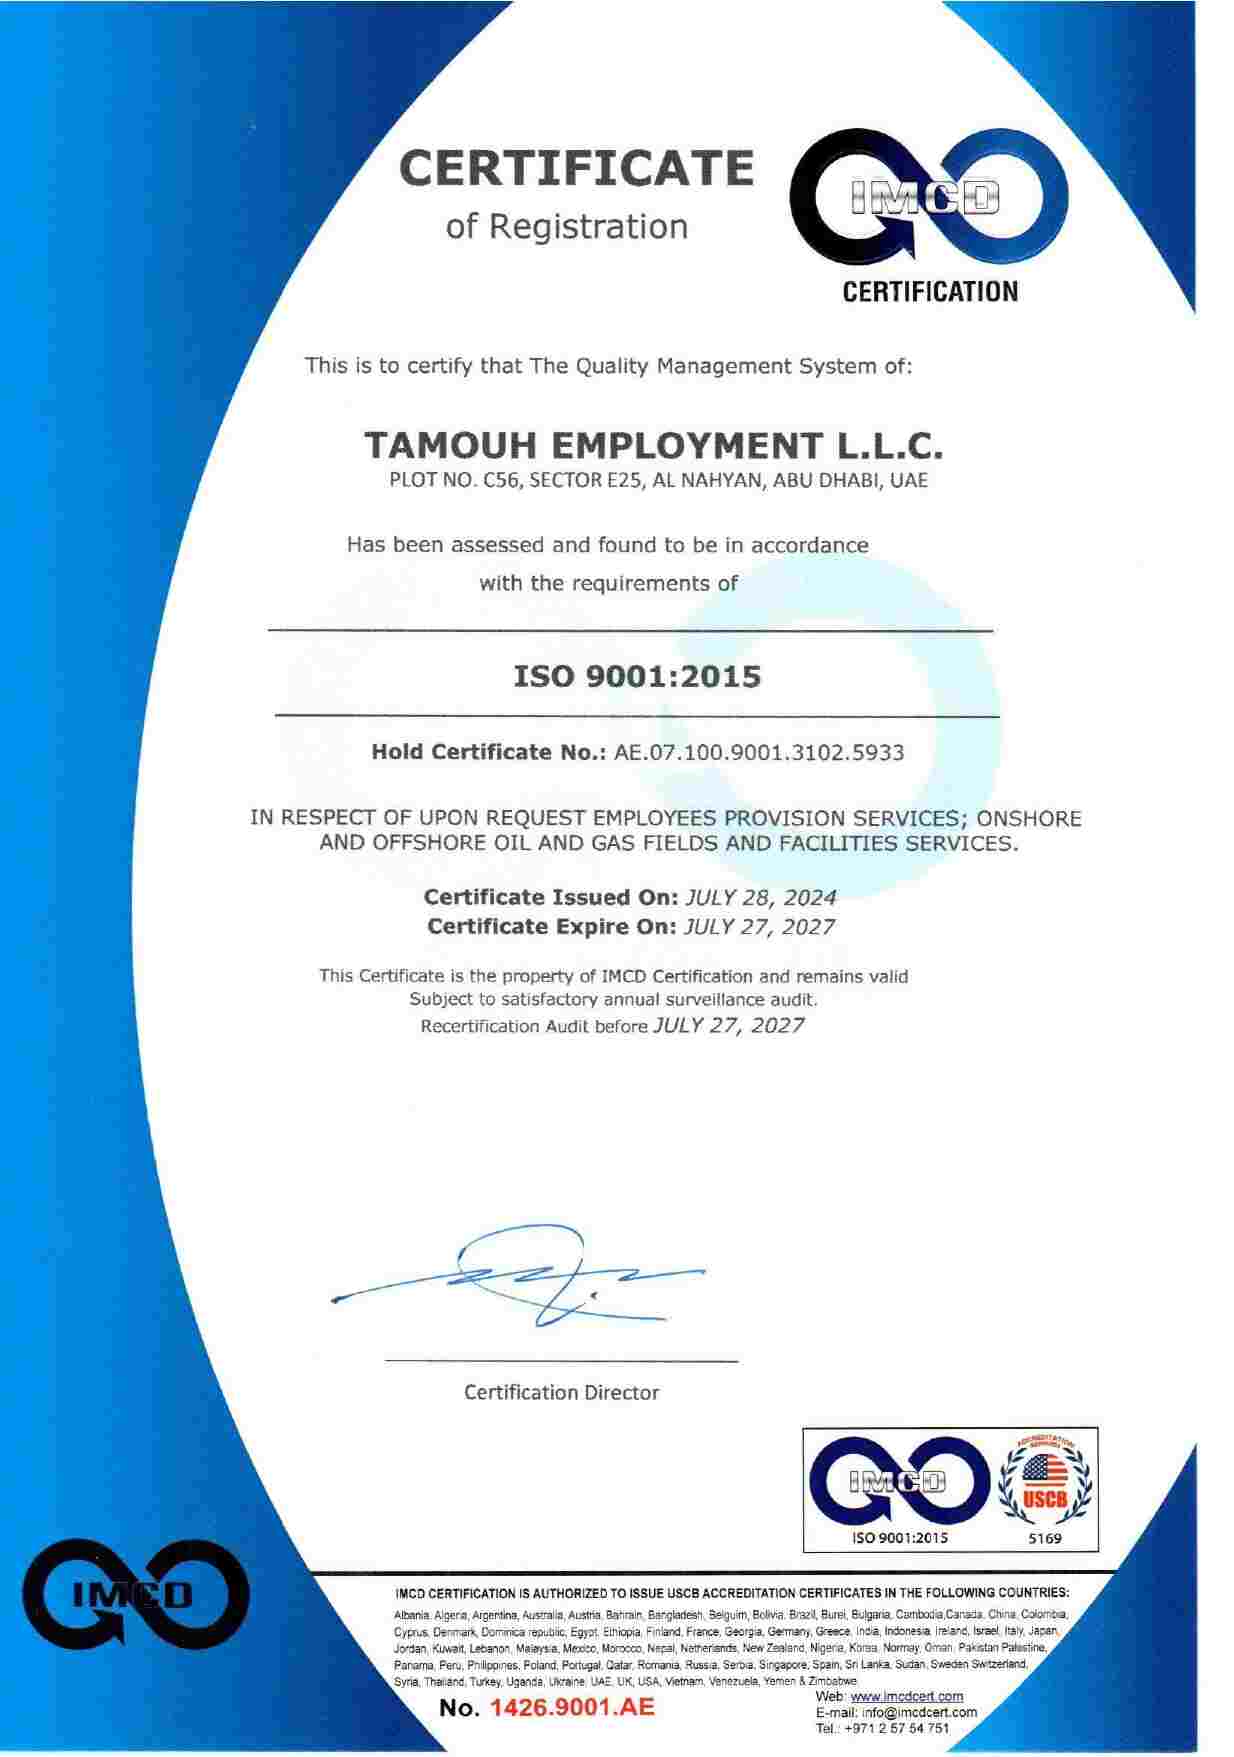 CERTIFICATE
of Registration
IMCD
CERTIFICATION
This is to certify that The Quality Management System of:
TAMOUH EMPLOYMENT L.L.C.
PLOT NO. C56, SECTOR E25, AL NAHYAN, ABU DHABI, UAE
Has been assessed and found to be in accordance
with the requirements of
ISO 9001:2015
Hold Certificate No.: AE.07.100.9001.3102.5933
IN RESPECT OF UPON REQUEST EMPLOYEES PROVISION SERVICES; ONSHORE
AND OFFSHORE OIL AND GAS FIELDS AND FACILITIES SERVICES.
Certificate Issued On: JULY 28, 2024
Certificate Expire On: JULY 27, 2027
This Certificate is the property of IMCD Certification and remains valid
Subject to satisfactory annual surveillance audit.
Recertification Audit before JULY 27, 2027
Certification Director
IMCD
ACCREDITATION
SERVICES
USCB
ISO 9001:2015 5169
IMCD
IMCD CERTIFICATION IS AUTHORIZED TO ISSUE USCB ACCREDITATION CERTIFICATES IN THE FOLLOWING COUNTRIES:
Albania, Algeria, Argentina, Australia, Austria, Bahrain, Bangladesh, Belguim, Bolivia, Brazil, Burei, Bulgaria, Cambodia,Canada, China, Colombia,
Cyprus, Denmark, Dominica republic, Egypt, Ethiopia, Finland, France, Georgia, Germany, Greece, India, Indonesia, Ireland, Israel, Italy, Japan,
Jordan, Kuwait, Lebanon, Malaysia, Mexico, Morocco, Nepal, Netherlands, New Zealand, Nigeria, Korea, Norway, Oman, Pakistan Palestine,
Panama, Peru, Philippines, Poland, Portugal, Qatar, Romania, Russia, Serbia, Singapore, Spain, Sri Lanka, Sudan, Sweden Switzerland,
Syria, Thailand, Turkey, Uganda, Ukraine, UAE, UK, USA, Vietnam, Venezuela, Yemen & Zimbabwe
No. 1426.9001.AE
Web: www.imcdcert.com
E-mail: info@imcdcert.com
Tel.: +971 2 57 54 751